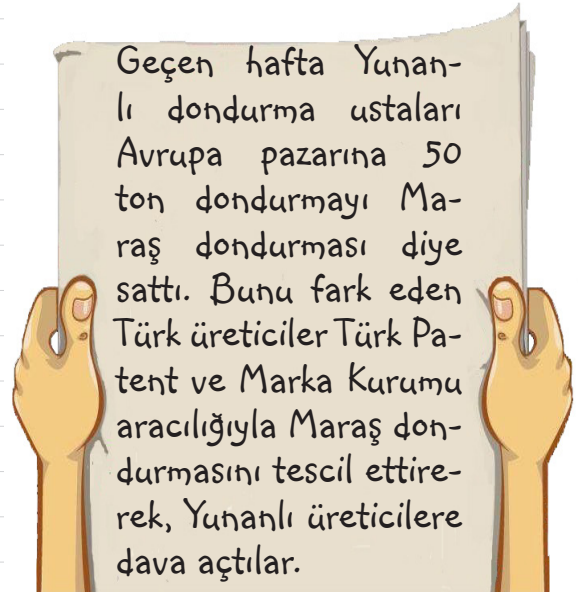 Geçen hafta Yunan-
lı dondurma ustaları
Avrupa pazarına 50
ton dondurmayı Ma-
raş dondurması diye
sattı. Bunu fark eden
Türk üreticiler Türk Pa-
tent ve Marka Kurumu
aracılığıyla Maraş don-
durmasını tescil ettire-
rek, Yunanlı üreticilere
dava açtılar.